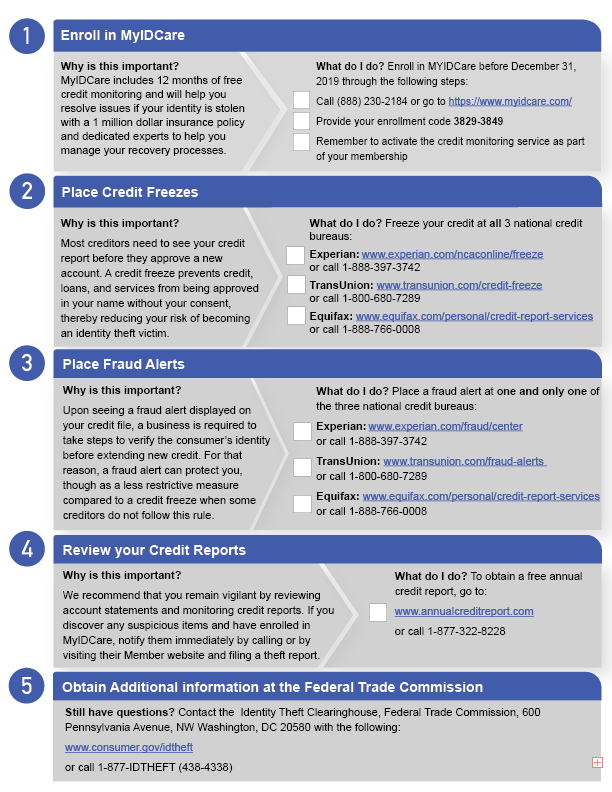 1
Enroll in MyIDCare
Why is this important?
MyIDCare includes 12 months of free
credit monitoring and will help you
resolve issues if your identity is stolen
with a 1 million dollar insurance policy
and dedicated experts to help you
manage your recovery processes.
What do I do? Enroll in MYIDCare before December 31,
2019 through the following steps:
Call (888) 230-2184 or go to https://www.myidcare.com/
Provide your enrollment code 3829-3849
Remember to activate the credit monitoring service as part
of your membership
2
Place Credit Freezes
Why is this important?
Most creditors need to see your credit
report before they approve a new
account. A credit freeze prevents credit,
loans, and services from being approved
in your name without your consent,
thereby reducing your risk of becoming
an identity theft victim.
What do I do? Freeze your credit at all 3 national credit
bureaus:
Experian: www.experian.com/ncaconline/freeze
or call 1-888-397-3742
TransUnion: www.transunion.com/credit-freeze
or call 1-800-680-7289
Equifax: www.equifax.com/personal/credit-report-services
or call 1-888-766-0008
3
Place Fraud Alerts
Why is this important?
Upon seeing a fraud alert displayed on
your credit file, a business is required to
take steps to verify the consumer's identity
before extending new credit. For that
reason, a fraud alert can protect you,
though as a less restrictive measure
compared to a credit freeze when some
creditors do not follow this rule.
What do I do? Place a fraud alert at one and only one of
the three national credit bureaus:
Experian: www.experian.com/fraud/center
or call 1-888-397-3742
TransUnion: www.transunion.com/fraud-alerts
or call 1-800-680-7289
Equifax: www.equifax.com/personal/credit-report-services
or call 1-888-766-0008
4
Review your Credit Reports
Why is this important?
We recommend that you remain vigilant by reviewing
account statements and monitoring credit reports. If you
discover any suspicious items and have enrolled in
MyIDCare, notify them immediately by calling or by
visiting their Member website and filing a theft report.
What do I do? To obtain a free annual
credit report, go to:
www.annualcreditreport.com
or call 1-877-322-8228
5
Obtain Additional information at the Federal Trade Commission
Still have questions? Contact the Identity Theft Clearinghouse, Federal Trade Commission, 600
Pennsylvania Avenue, NW Washington, DC 20580 with the following:
www.consumer.gov/idtheft
or call 1-877-IDTHEFT (438-4338)